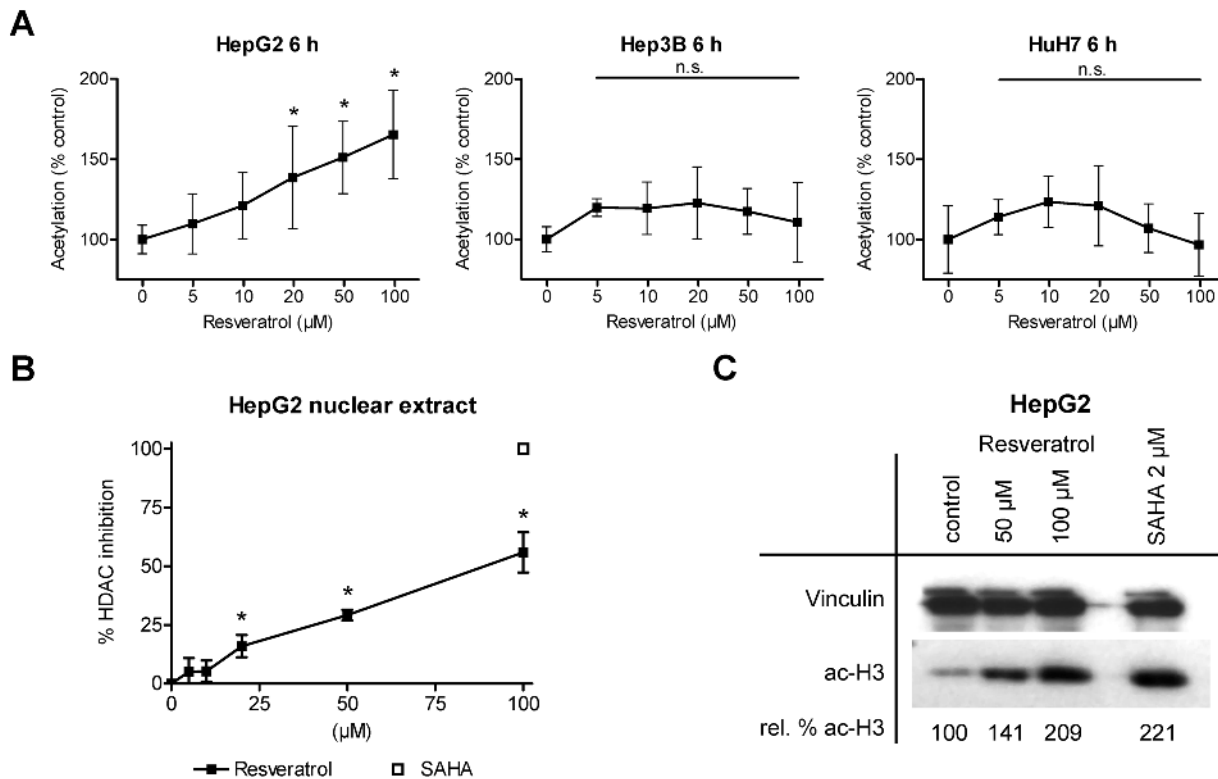 A
HepG2 6 h
Acetylation (% control)
200
150
100
* * *
0 5 10 20 50 100
Resveratrol (µM)
Hep3B 6 h
n.s.
Acetylation (% control)
200
150
100
0 5 10 20 50 100
Resveratrol (µM)
HuH7 6 h
n.s.
Acetylation (% control)
200
150
100
0 5 10 20 50 100
Resveratrol (µM)
B
HepG2 nuclear extract
% HDAC inhibition
100
75
50
25
0
* * *
0 25 50 75 100
(µM)
Resveratrol SAHA
C
HepG2
Resveratrol
control 50 µM 100 µM SAHA 2 µM
Vinculin
ac-H3
rel. % ac-H3 100 141 209 221